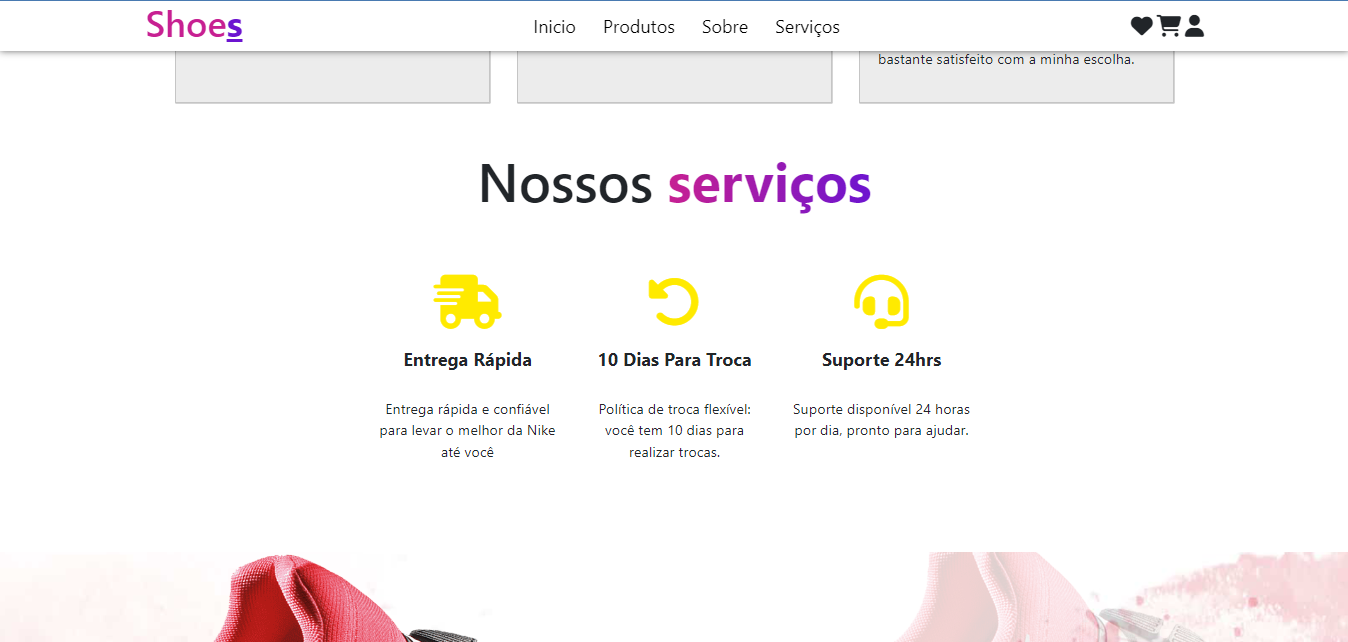 Shoes
Inicio Produtos Sobre Serviços
bastante satisfeito com a minha escolha.
Nossos serviços
Entrega Rápida
10 Dias Para Troca
Suporte 24hrs
Entrega rápida e confiável
para levar o melhor da Nike
até você
Política de troca flexível:
você tem 10 dias para
realizar trocas.
Suporte disponível 24 horas
por dia, pronto para ajudar.